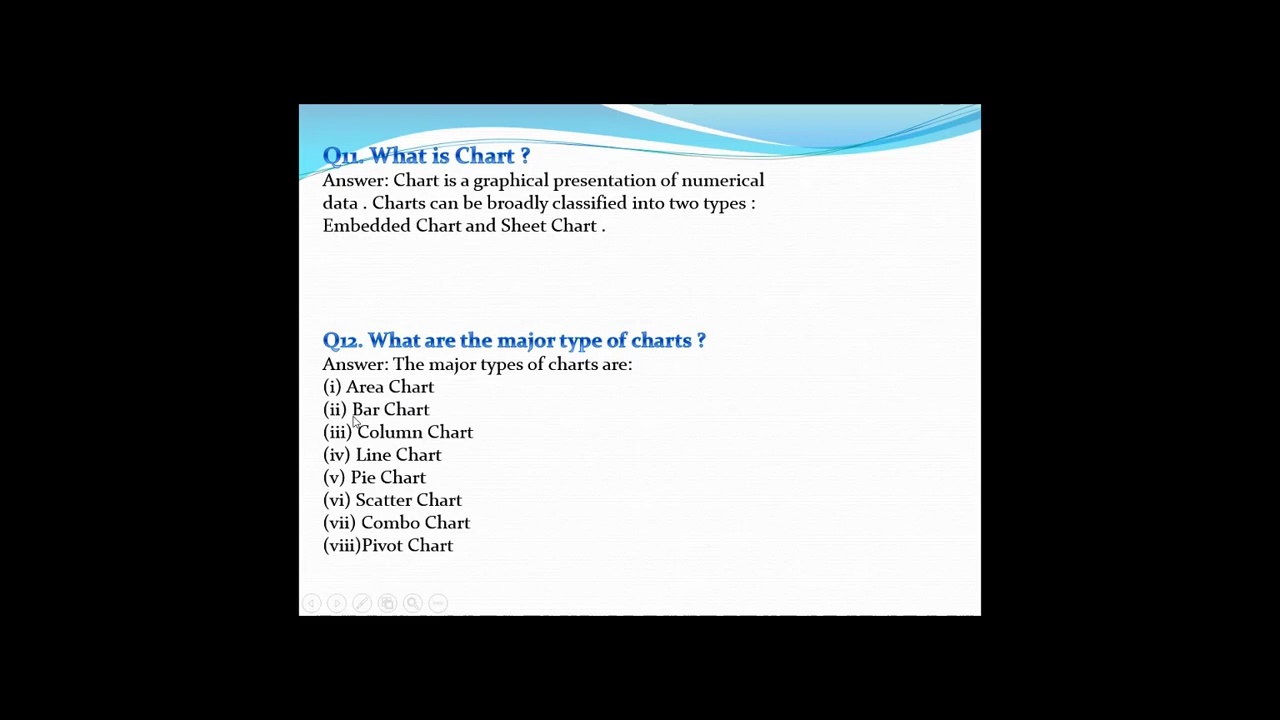 Q11. What is Chart ?
Answer: Chart is a graphical presentation of numerical
data . Charts can be broadly classified into two types :
Embedded Chart and Sheet Chart .
Q12. What are the major type of charts ?
Answer: The major types of charts are:
(i) Area Chart
(ii) Bar Chart
(iii) Column Chart
(iv) Line Chart
(v) Pie Chart
(vi) Scatter Chart
(vii) Combo Chart
(viii)Pivot Chart